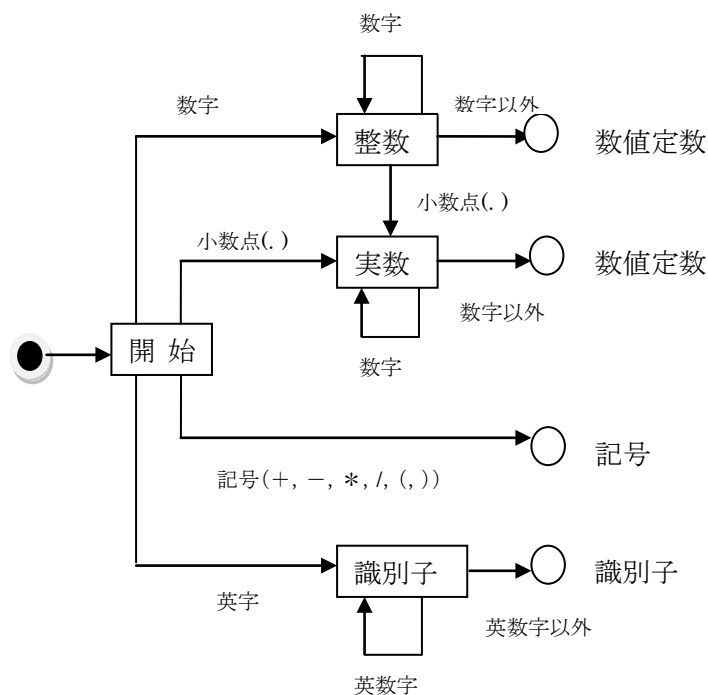 数字
数字
数字以外
整数
数値定数
小数点(.)
小数点(.)
実数
数値定数
数字以外
開 始
数字
記号(+, −, *, /, (, ))
記号
識別子
識別子
英字
英数字以外
英数字